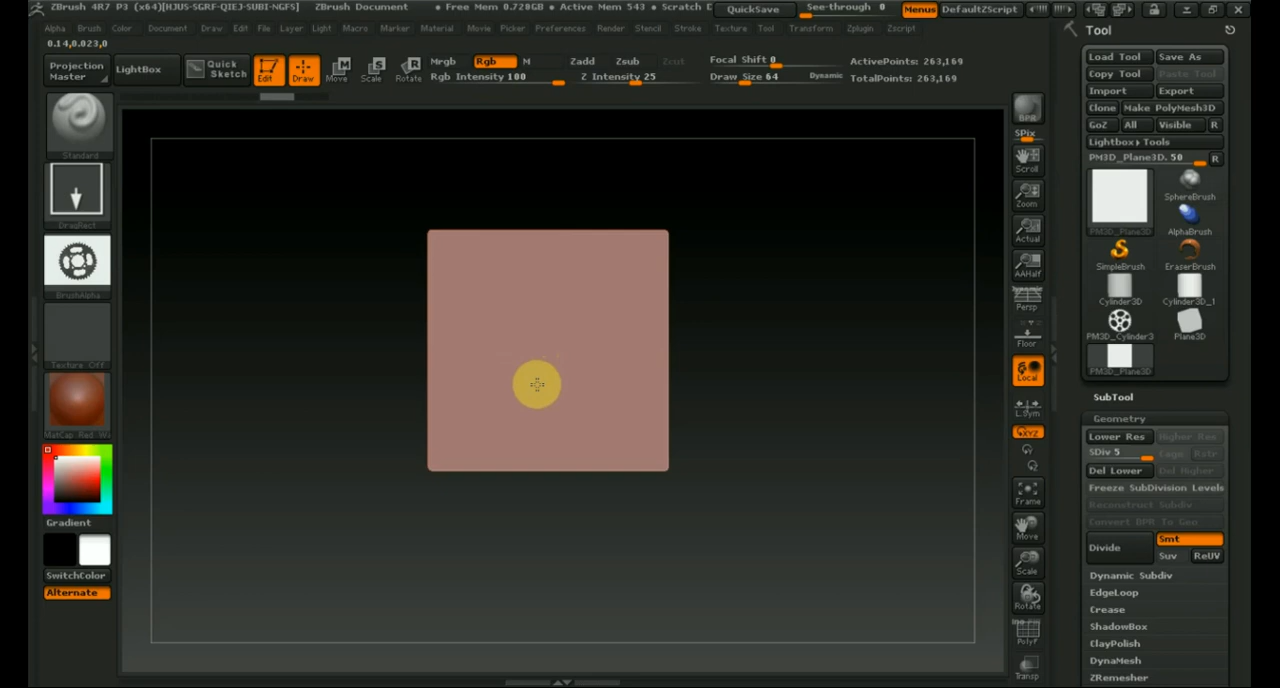 ZBrush 4R7 P3 (x64)[HJUS-SGRF-QIEJ-SUBI-NGFS] ZBrush Document • Free Mem 0.728GB • Active Mem 543 • Scratch D QuickSave See-through 0 Menus DefaultZScript
Alpha Brush Color Document Draw Edit File Layer Light Macro Marker Material Movie Picker Preferences Render Stencil Stroke Texture Tool Transform Zplugin Zscript
0.14,0.023,0
Projection Master
LightBox
Quick Sketch
Edit
Draw
Move
Scale
Rotate
Mrgb Rgb M
Rgb Intensity 100
Zadd Zsub Zcut
Z Intensity 25
Focal Shift 0
Draw Size 64 Dynamic
ActivePoints: 263,169
TotalPoints: 263,169
Standard
DragRect
BrushAlpha
Texture Off
MatCap Red Wa
Gradient
SwitchColor
Alternate
BPR
SPix
Scroll
Zoom
Actual
AAHalf
Dynamic
Persp
Floor
Local
L.Sym
XYZ
Frame
Move
Scale
Rotate
PolyF
Transp
Tool
Load Tool Save As
Copy Tool Paste Tool
Import Export
Clone Make PolyMesh3D
GoZ All Visible R
Lightbox▸Tools
PM3D_Plane3D. 50 R
PM3D_Plane3D
SphereBrush
AlphaBrush
SimpleBrush EraserBrush
Cylinder3D Cylinder3D_1
PM3D_Cylinder3 Plane3D
PM3D_Plane3D
SubTool
Geometry
Lower Res Higher Res
SDiv 5 Cage Rstr
Del Lower Del Higher
Freeze SubDivision Levels
Reconstruct Subdiv
Convert BPR To Geo
Divide
Smt
Suv ReUV
Dynamic Subdiv
EdgeLoop
Crease
ShadowBox
ClayPolish
DynaMesh
ZRemesher